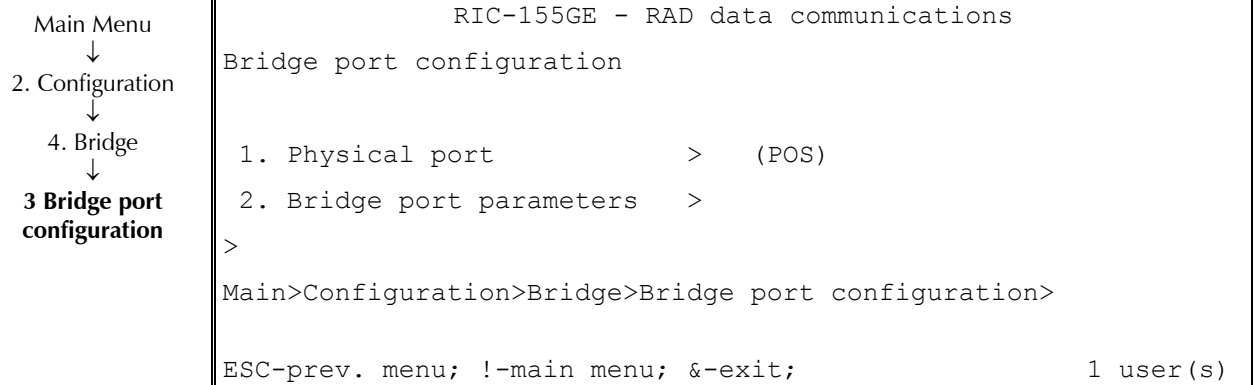 Main Menu
↓
2. Configuration
↓
4. Bridge
↓
3 Bridge port
configuration
RIC-155GE - RAD data communications
Bridge port configuration
1. Physical port > (POS)
2. Bridge port parameters >
>
Main>Configuration>Bridge>Bridge port configuration>
ESC-prev. menu; !-main menu; &-exit; 1 user(s)